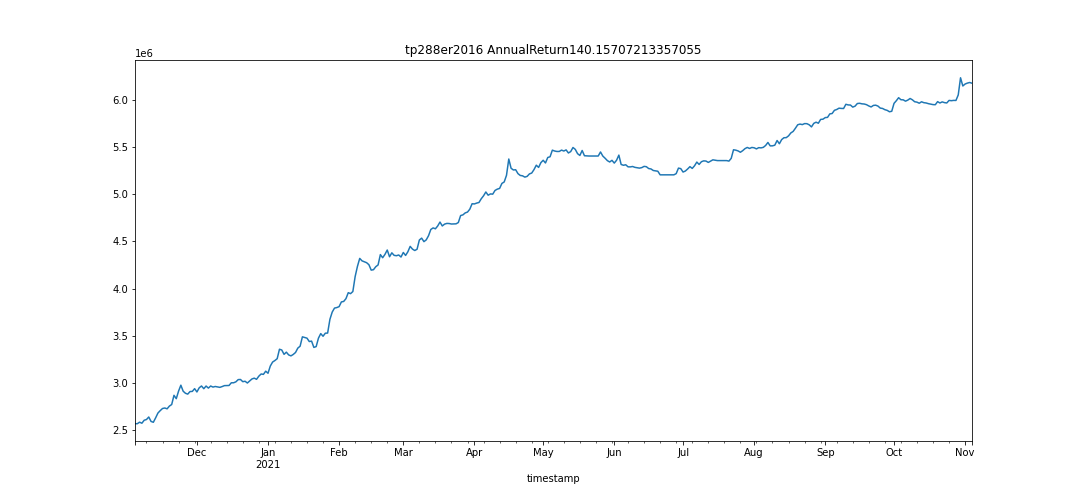 tp288er2016 AnnualReturn140.15707213357055
1e6
6.0
5.5
5.0
4.5
4.0
3.5
3.0
2.5
Dec Jan Feb Mar Apr May Jun Jul Aug Sep Oct Nov
2021
timestamp